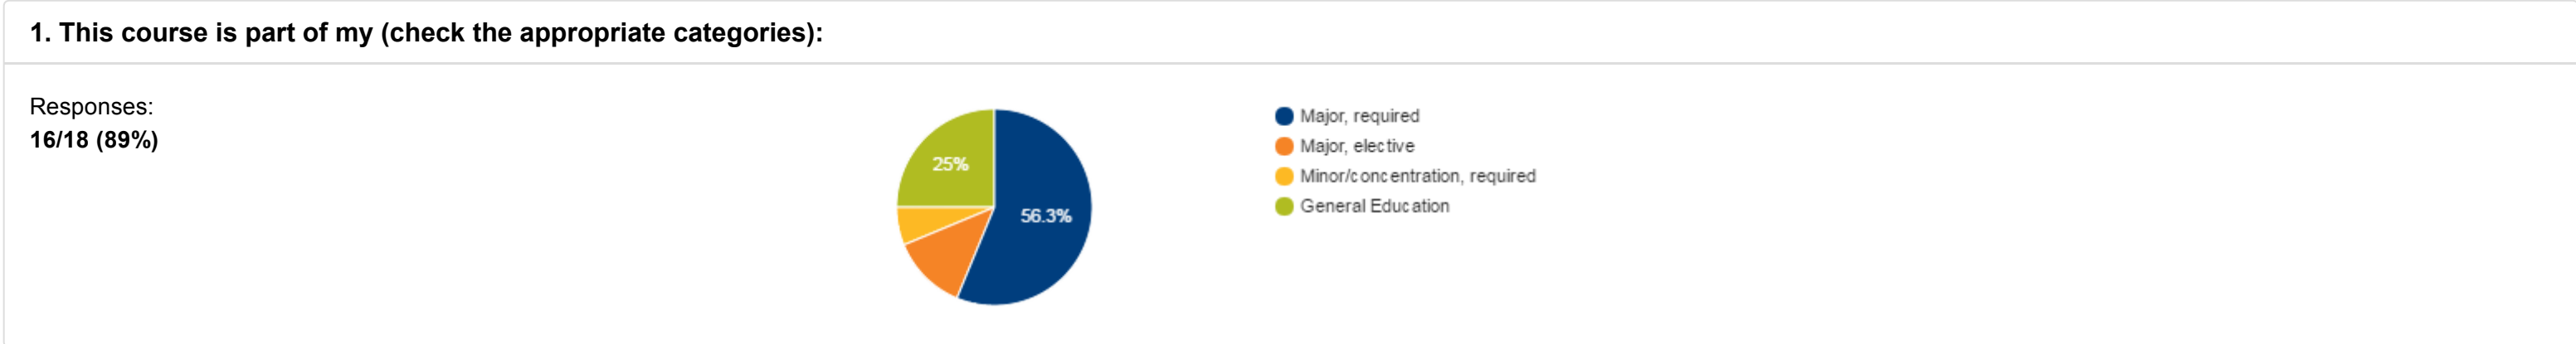 1. This course is part of my (check the appropriate categories):
Responses:
16/18 (89%)
25%
56.3%
Major, required
Major, elective
Minor/concentration, required
General Education